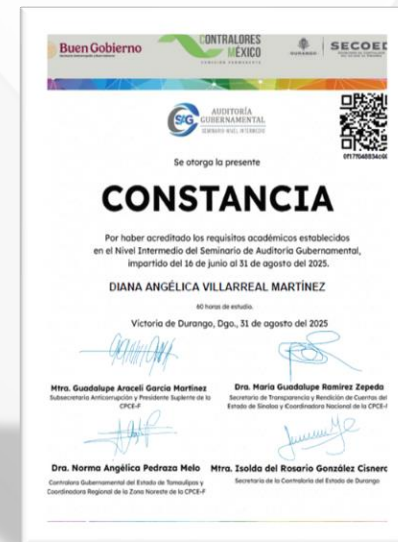 Buen Gobierno
CONTRALORES
MÉXICO
COMISIÓN PERMANENTE
DURANGO
SECOED
SAG
AUDITORÍA
GUBERNAMENTAL
SEMINARIO NIVEL INTERMEDIO
Se otorga la presente
CONSTANCIA
Por haber acreditado los requisitos académicos establecidos
en el Nivel Intermedio del Seminario de Auditoría Gubernamental,
impartido del 16 de junio al 31 de agosto del 2025.
DIANA ANGÉLICA VILLARREAL MARTÍNEZ
60 horas de estudio.
Victoria de Durango, Dgo., 31 de agosto del 2025
Mtra. Guadalupe Araceli García Martínez
Subsecretaria Anticorrupción y Presidente Suplente de la
CPCE-F
Dra. María Guadalupe Ramírez Zepeda
Secretaria de Transparencia y Rendición de Cuentas del
Estado de Sinaloa y Coordinadora Nacional de la CPCE-F
Dra. Norma Angélica Pedraza Melo
Contralora Gubernamental del Estado de Tamaulipas y
Coordinadora Regional de la Zona Noreste de la CPCE-F
Mtra. Isolda del Rosario González Cisnero
Secretaria de la Contraloría del Estado de Durango